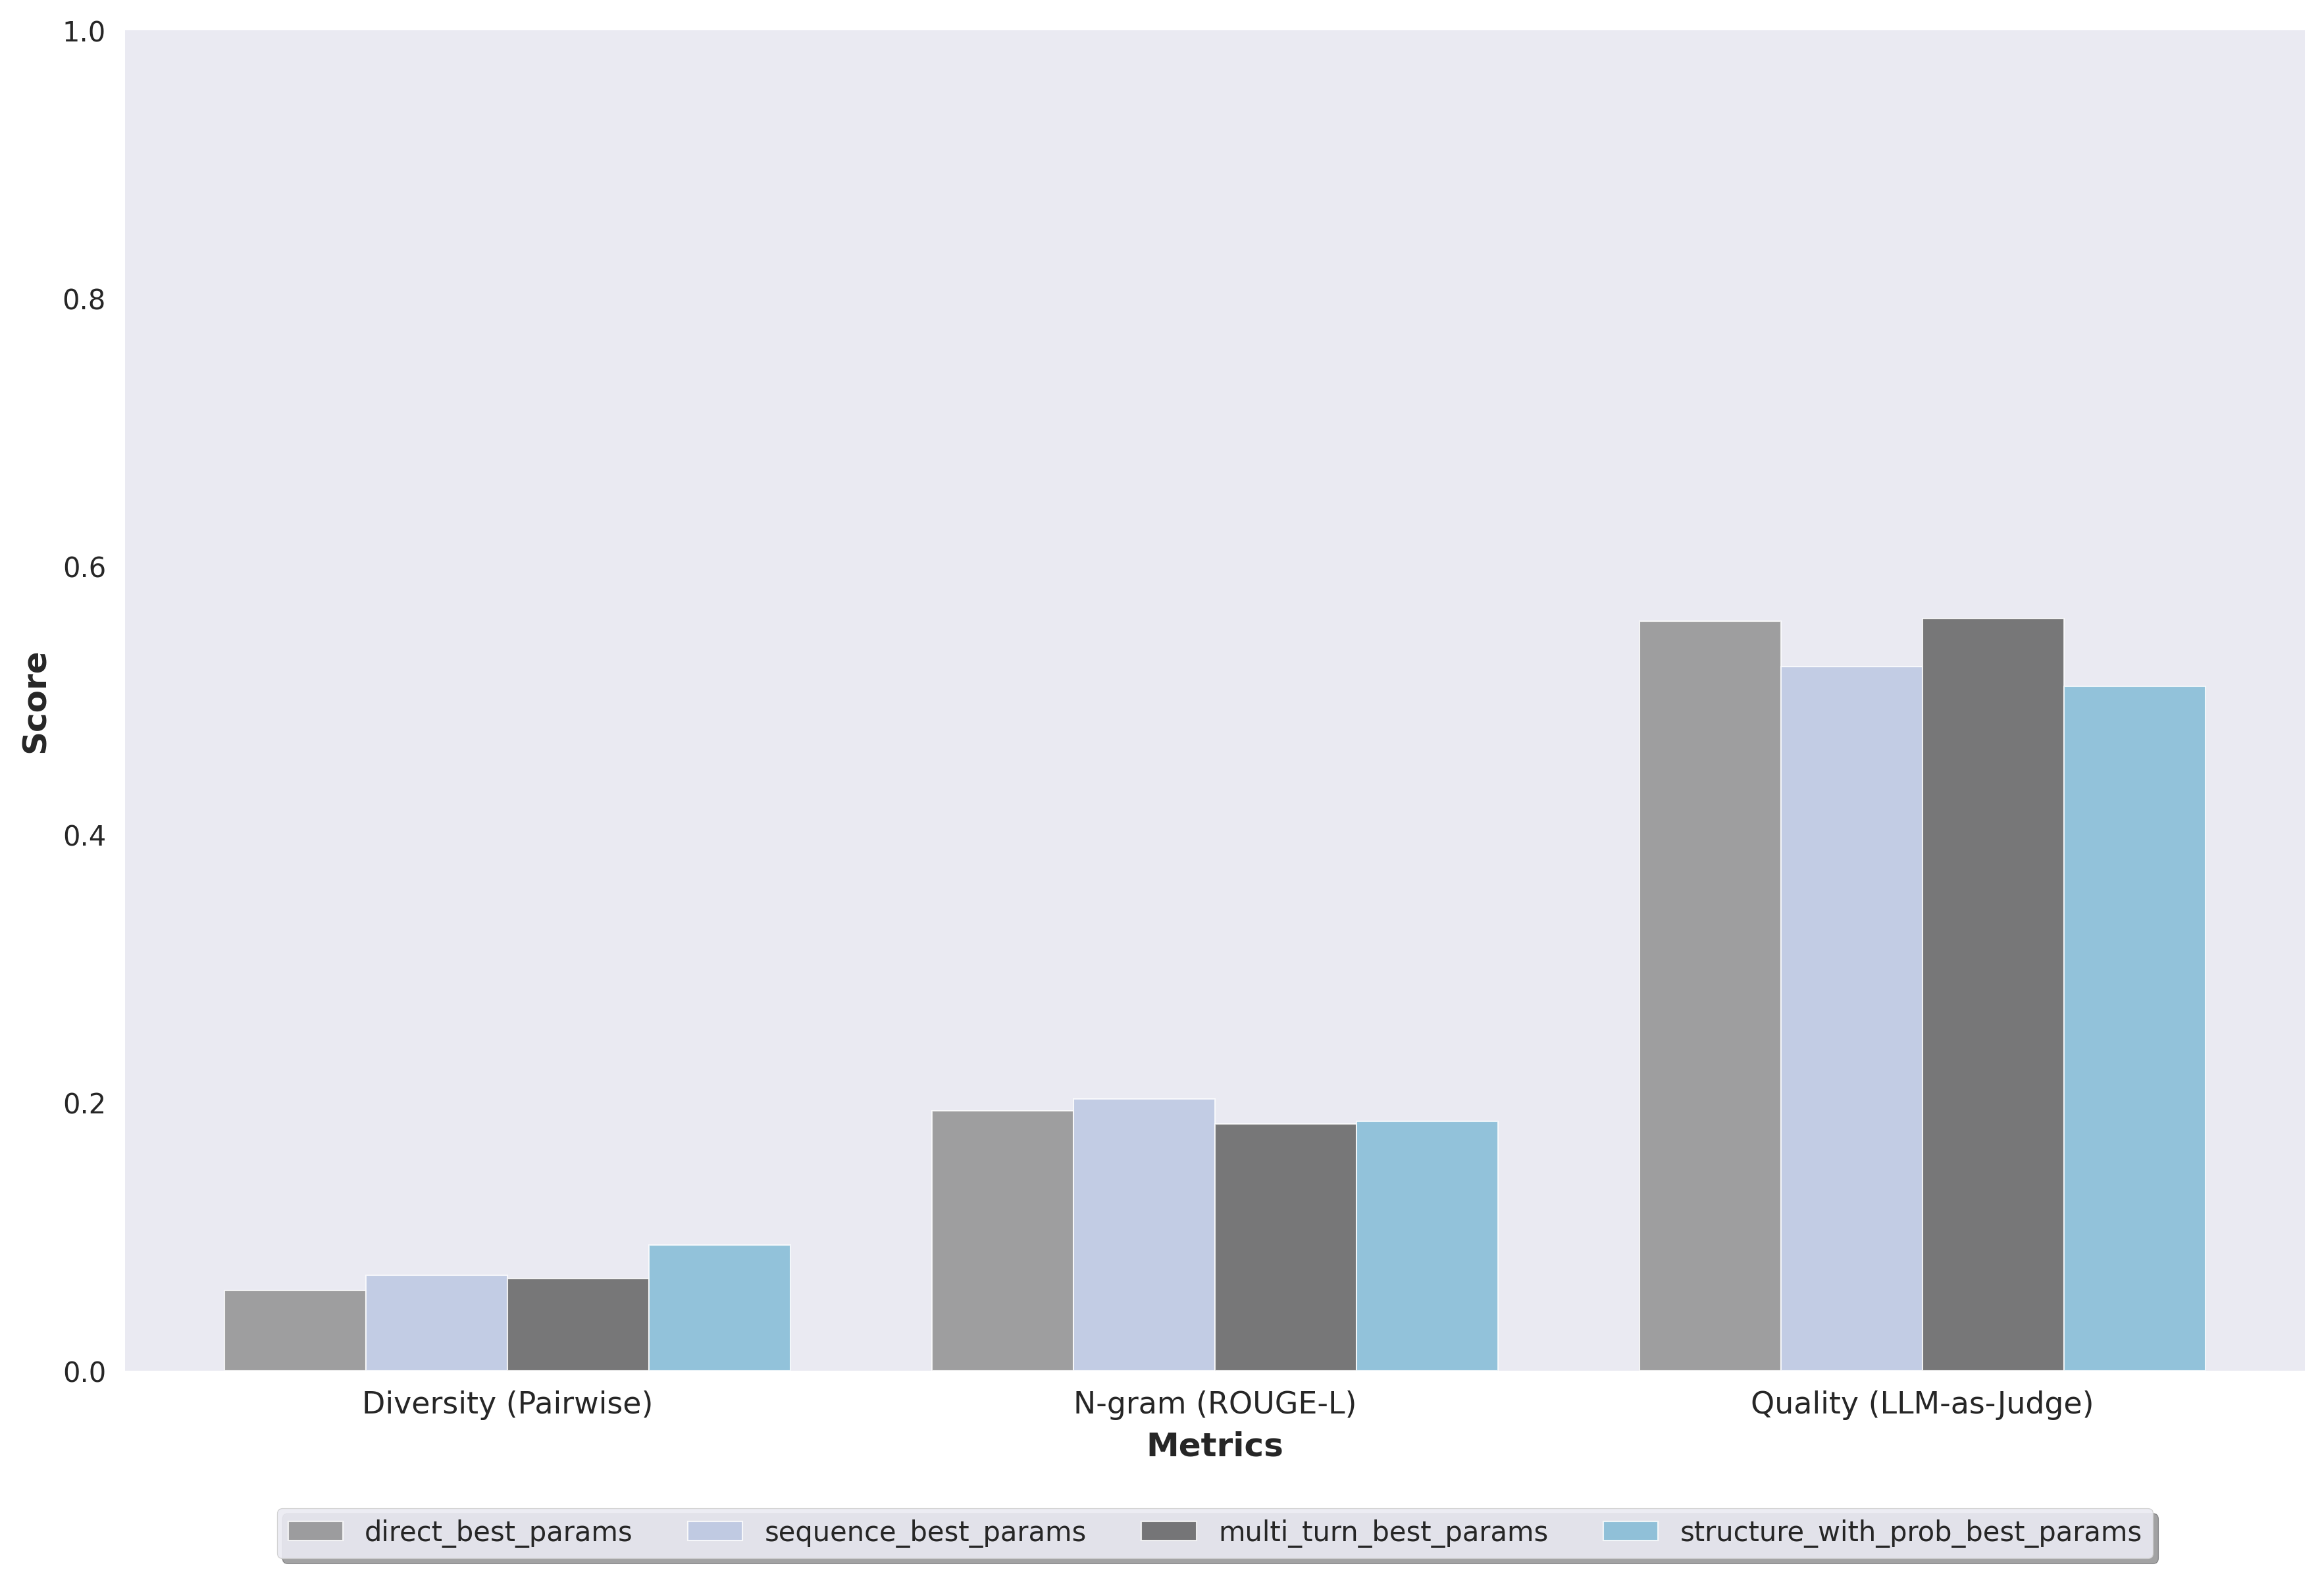 1.0
0.8
0.6
0.4
0.2
0.0
Score
Diversity (Pairwise) N-gram (ROUGE-L) Quality (LLM-as-Judge)
Metrics
direct_best_params sequence_best_params multi_turn_best_params structure_with_prob_best_params